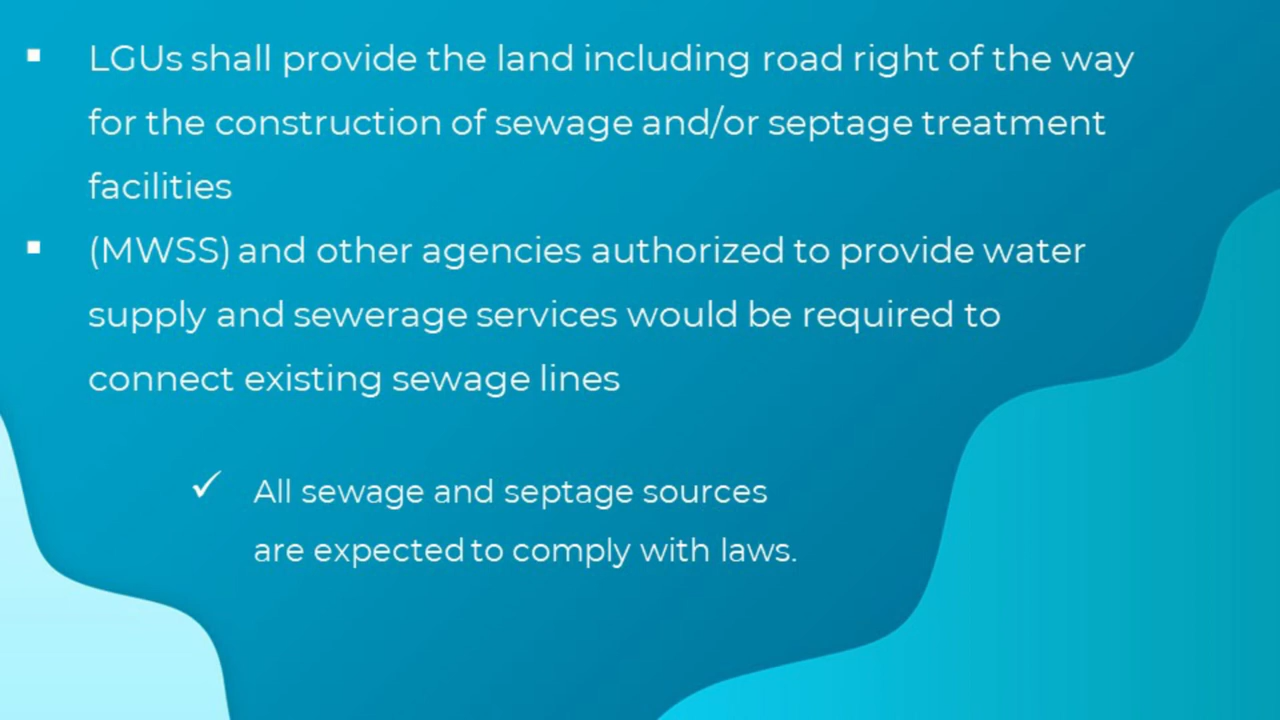 ▪ LGUs shall provide the land including road right of the way
for the construction of sewage and/or septage treatment
facilities
▪ (MWSS) and other agencies authorized to provide water
supply and sewerage services would be required to
connect existing sewage lines
✓ All sewage and septage sources
are expected to comply with laws.